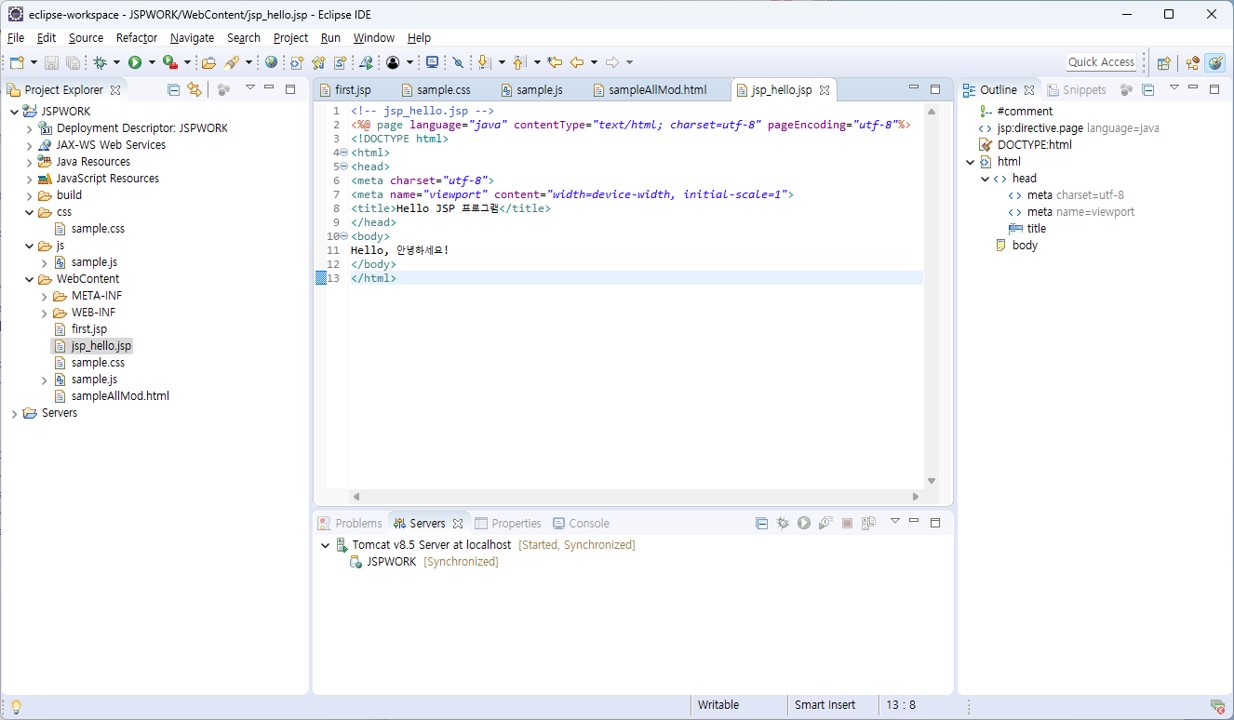 eclipse-workspace - JSPWORK/WebContent/jsp_hello.jsp - Eclipse IDE
File Edit Source Refactor Navigate Search Project Run Window Help
Quick Access
Project Explorer
JSPWORK
Deployment Descriptor: JSPWORK
JAX-WS Web Services
Java Resources
JavaScript Resources
build
css
sample.css
js
sample.js
WebContent
META-INF
WEB-INF
first.jsp
jsp_hello.jsp
sample.css
sample.js
sampleAllMod.html
Servers
first.jsp sample.css sample.js sampleAllMod.html jsp_hello.jsp
1 <!-- jsp_hello.jsp -->
2 <%@ page language="java" contentType="text/html; charset=utf-8" pageEncoding="utf-8"%>
3 <!DOCTYPE html>
4 <html>
5 <head>
6 <meta charset="utf-8">
7 <meta name="viewport" content="width=device-width, initial-scale=1">
8 <title>Hello JSP 프로그램</title>
9 </head>
10 <body>
11 Hello, 안녕하세요!
12 </body>
13 </html>
Outline Snippets
#comment
jsp:directive.page language=java
DOCTYPE:html
html
head
meta charset=utf-8
meta name=viewport
title
body
Problems Servers Properties Console
Tomcat v8.5 Server at localhost [Started, Synchronized]
JSPWORK [Synchronized]
Writable Smart Insert 13 : 8